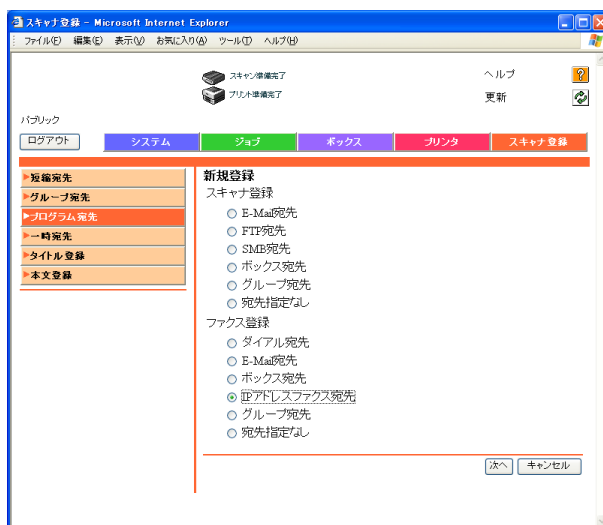 スキャナ登録 - Microsoft Internet Explorer
ファイル(F) 編集(E) 表示(V) お気に入り(A) ツール(T) ヘルプ(H)
スキャン準備完了
ヘルプ
?
プリント準備完了
更新
パブリック
ログアウト
システム
ジョブ
ボックス
プリンタ
スキャナ登録
短縮宛先
グループ宛先
プログラム宛先
一時宛先
タイトル登録
本文登録
新規登録
スキャナ登録
E-Mail宛先
FTP宛先
SMB宛先
ボックス宛先
グループ宛先
宛先指定なし
ファクス登録
ダイアル宛先
E-Mail宛先
ボックス宛先
IPアドレスファクス宛先
グループ宛先
宛先指定なし
次へ
キャンセル